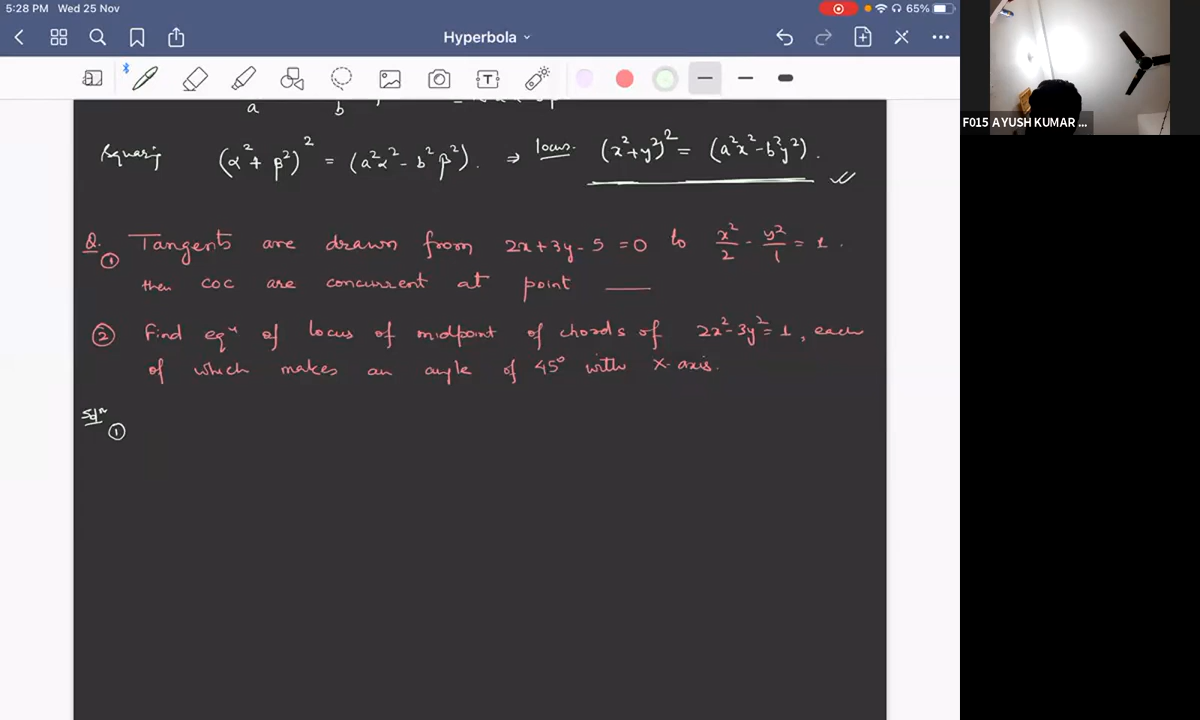 5:28 PM Wed 25 Nov
65%
Hyperbola
F015 AYUSH KUMAR ...
a b
Squaring (α² + β²)² = (a²α² - b²β²). ⇒ locus. (x²+y²)² = (a²x² - b²y²).
Q. ① Tangents are drawn from 2x+3y-5=0 to x²/2 - y²/1 = 1.
then COC are concurrent at point ___
② Find eqⁿ of locus of midpoint of chords of 2x²-3y²=1, each
of which makes an angle of 45° with x-axis.
Solⁿ
①